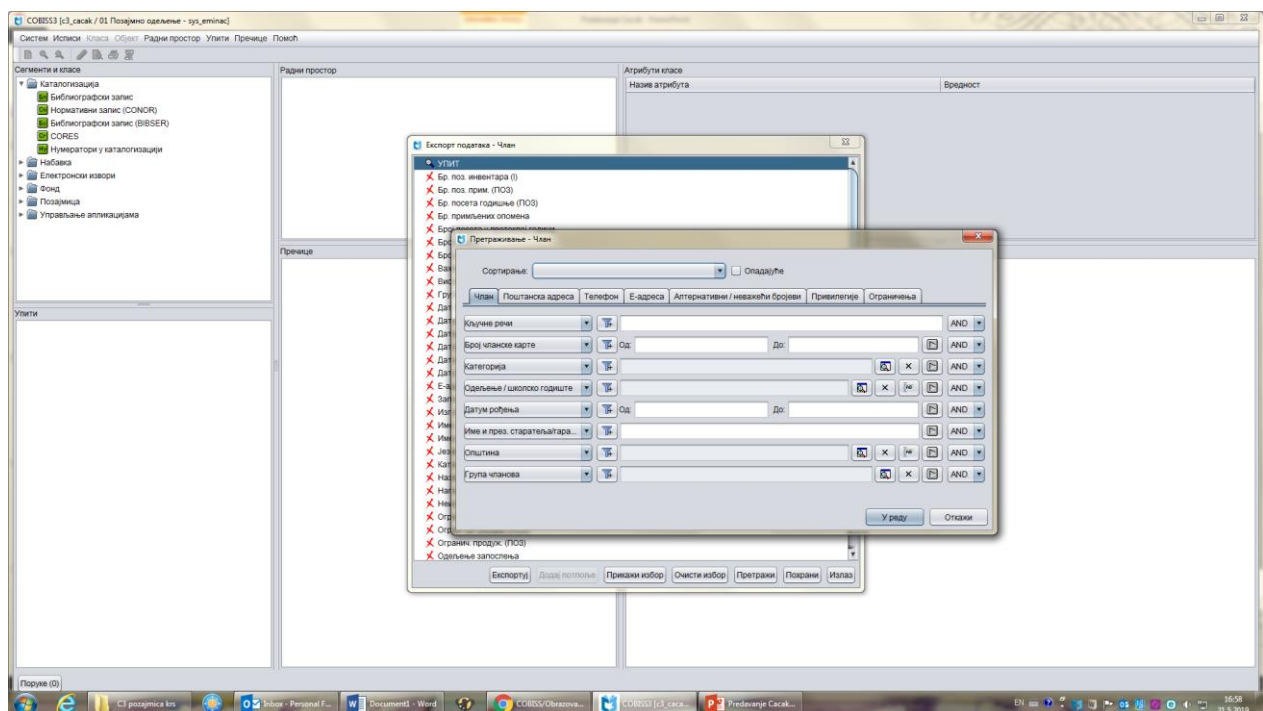 COBISS3 [c3_cacak / 01 Позајмно одељење - sys_eminac]
Систем Исписи Класа Објект Радни простор Упити Пречице Помоћ
Сегменти и класе
Каталогизација
Библиографски запис
Нормативни запис (CONOR)
Библиографски запис (BIBSER)
CORES
Нумератори у каталогизацији
Набавка
Електронски извори
Фонд
Позајмица
Управљање апликацијама
Упити
Радни простор
Пречице
Атрибути класе
Назив атрибута Вредност
Експорт података - Члан
УПИТ
Бр. поз. инвентара (I)
Бр. поз. прим. (ПОЗ)
Бр. посета годишње (ПОЗ)
Бр. примљених опомена
Претраживање - Члан
Сортирање: Опадајуће
Члан Поштанска адреса Телефон Е-адреса Алтернативни / неважећи бројеви Привилегије Ограничења
Кључне речи AND
Број чланске карте Од: До: AND
Категорија AND
Одељење / школско годиште AND
Датум рођења Од: До: AND
Име и през. старатеља/гара... AND
Општина AND
Група чланова AND
У реду Откажи
Огранич. продуж. (ПОЗ)
Одељење запослења
Експортуј Додај потпоље Прикажи избор Очисти избор Претражи Похрани Излаз
Поруке (0)
C3 pozajmica krs Inbox - Personal F... Document1 - Word COBISS/Obrazova... COBISS3 [c3_caca... Predavanje Cacak... EN 16:58
21.5.2019